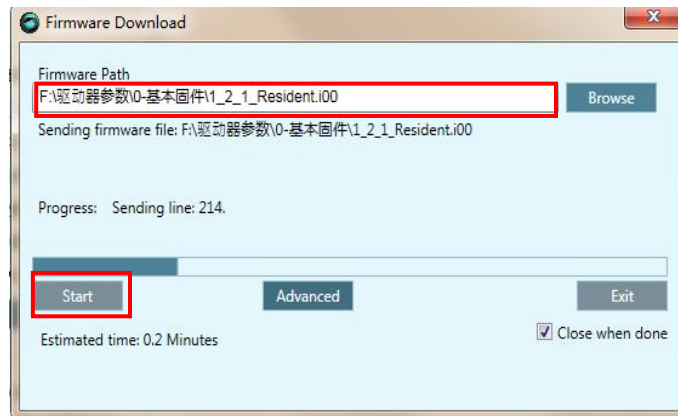 Firmware Download
Firmware Path
F:\驱动器参数\0-基本固件\1_2_1_Resident.i00
Browse
Sending firmware file: F:\驱动器参数\0-基本固件\1_2_1_Resident.i00
Progress: Sending line: 214.
Start Advanced Exit
Estimated time: 0.2 Minutes
Close when done